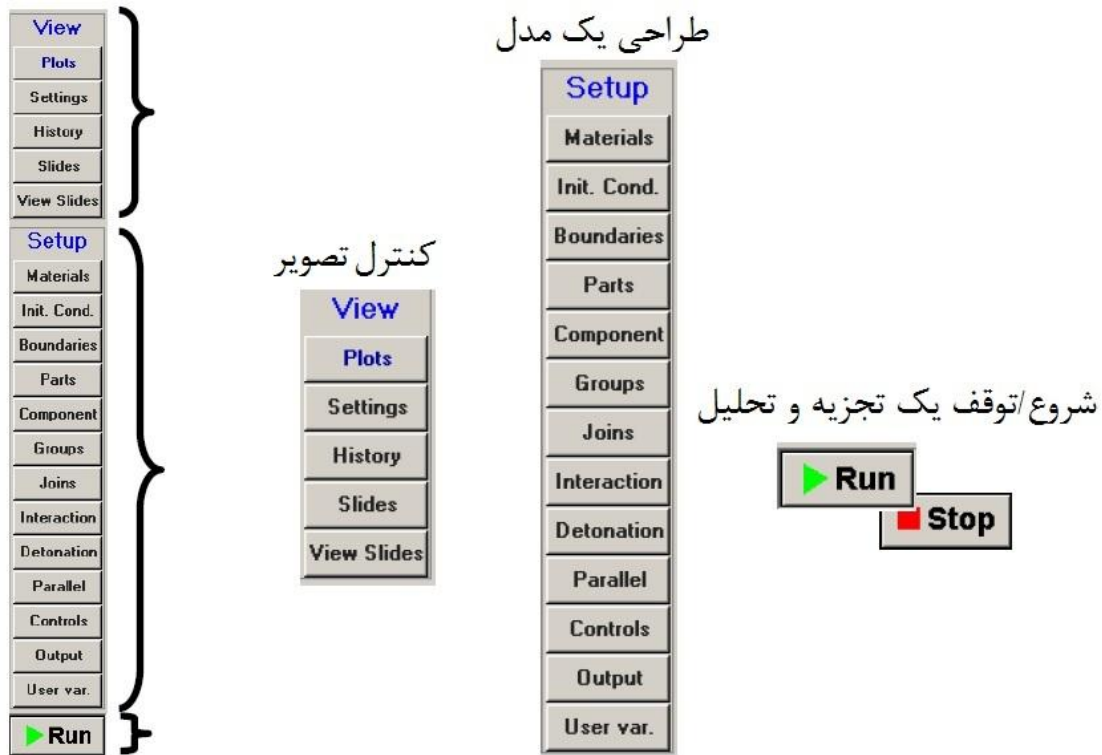 View
Plots
Settings
History
Slides
View Slides
Setup
Materials
Init. Cond.
Boundaries
Parts
Component
Groups
Joins
Interaction
Detonation
Parallel
Controls
Output
User var.
Run
کنترل تصویر
View
Plots
Settings
History
Slides
View Slides
طراحی یک مدل
Setup
Materials
Init. Cond.
Boundaries
Parts
Component
Groups
Joins
Interaction
Detonation
Parallel
Controls
Output
User var.
شروع/توقف یک تجزیه و تحلیل
Run
Stop